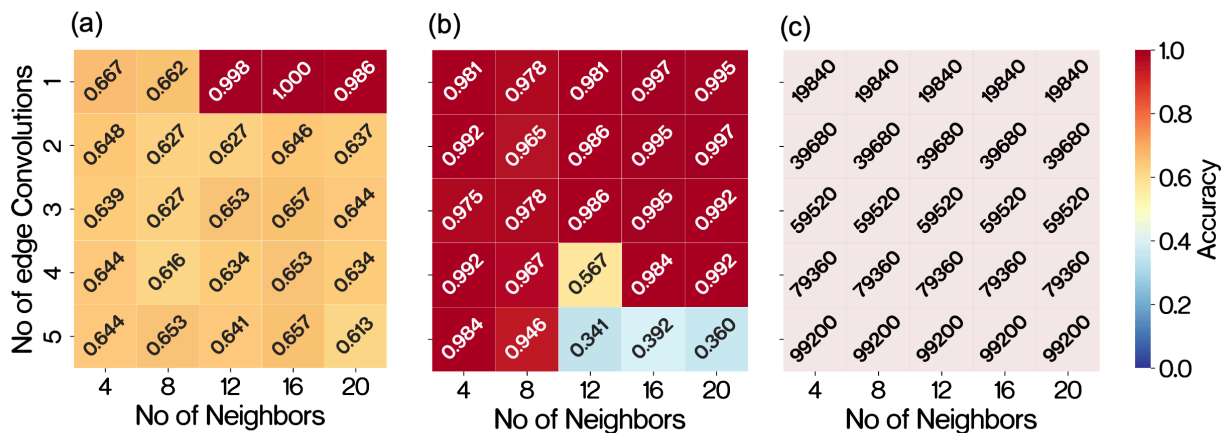 (a) (b) (c)
No of edge Convolutions
1 0.667 0.662 0.998 1.000 0.986
2 0.648 0.627 0.627 0.646 0.637
3 0.639 0.627 0.653 0.657 0.644
4 0.644 0.616 0.634 0.653 0.634
5 0.644 0.653 0.641 0.657 0.613
4 8 12 16 20
No of Neighbors
0.981 0.978 0.981 0.997 0.995
0.992 0.965 0.986 0.995 0.997
0.975 0.978 0.986 0.995 0.992
0.992 0.967 0.567 0.984 0.992
0.984 0.946 0.341 0.392 0.360
4 8 12 16 20
No of Neighbors
19840 19840 19840 19840 19840
39680 39680 39680 39680 39680
59520 59520 59520 59520 59520
79360 79360 79360 79360 79360
99200 99200 99200 99200 99200
4 8 12 16 20
No of Neighbors
1.0
0.8
0.6
0.4
0.2
0.0
Accuracy